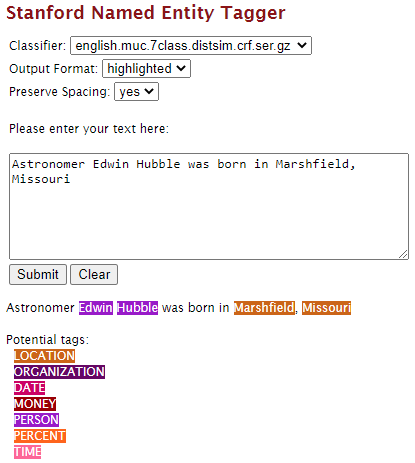 Stanford Named Entity Tagger
Classifier: english.muc.7class.distsim.crf.ser.gz
Output Format: highlighted
Preserve Spacing: yes
Please enter your text here:
Astronomer Edwin Hubble was born in Marshfield,
Missouri
Submit Clear
Astronomer Edwin Hubble was born in Marshfield, Missouri
Potential tags:
LOCATION
ORGANIZATION
DATE
MONEY
PERSON
PERCENT
TIME